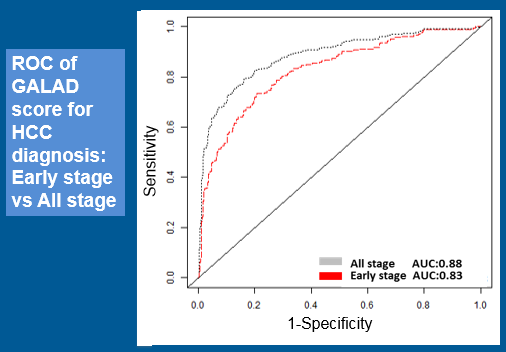 ROC of
GALAD
score for
HCC
diagnosis:
Early stage
vs All stage
Sensitivity
1.0
0.8
0.6
0.4
0.2
0.0
All stage AUC:0.88
Early stage AUC:0.83
0.0 0.2 0.4 0.6 0.8 1.0
1-Specificity